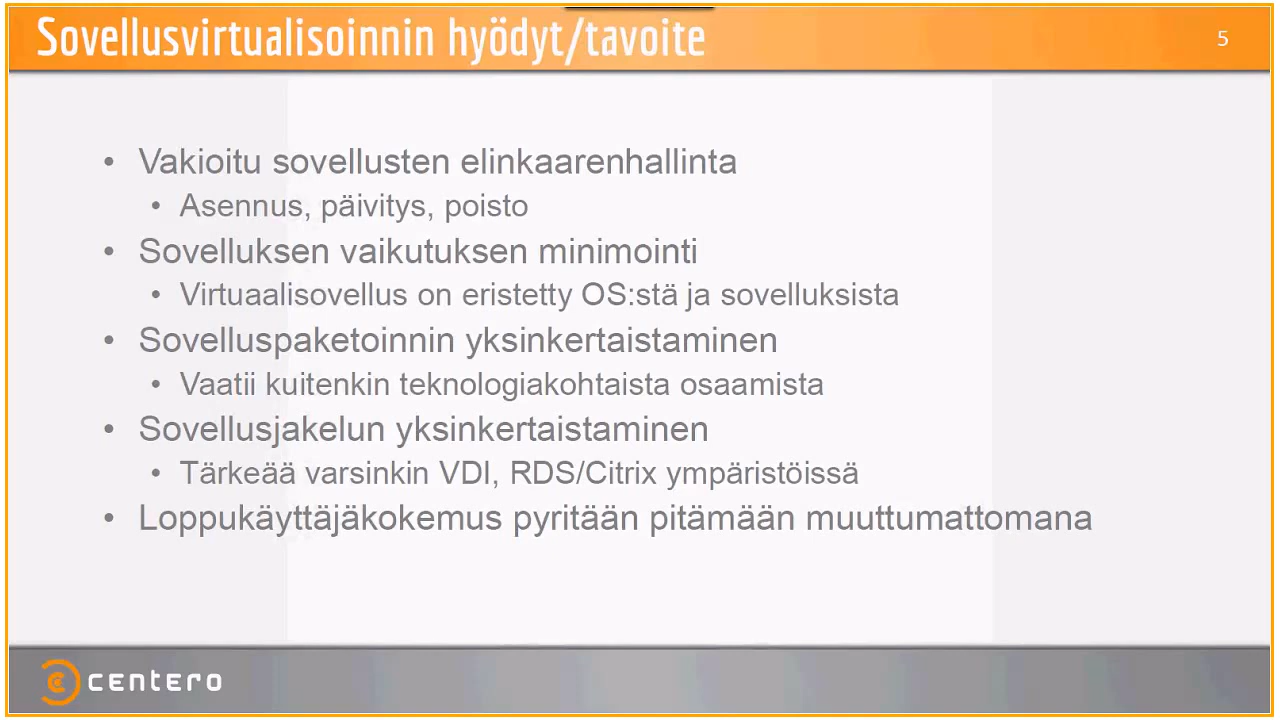 Sovellusvirtualisoinnin hyödyt/tavoite
5
• Vakioitu sovellusten elinkaarenhallinta
• Asennus, päivitys, poisto
• Sovelluksen vaikutuksen minimointi
• Virtuaalisovellus on eristetty OS:stä ja sovelluksista
• Sovelluspaketoinnin yksinkertaistaminen
• Vaatii kuitenkin teknologiakohtaista osaamista
• Sovellusjakelun yksinkertaistaminen
• Tärkeää varsinkin VDI, RDS/Citrix ympäristöissä
• Loppukäyttäjäkokemus pyritään pitämään muuttumattomana
centero